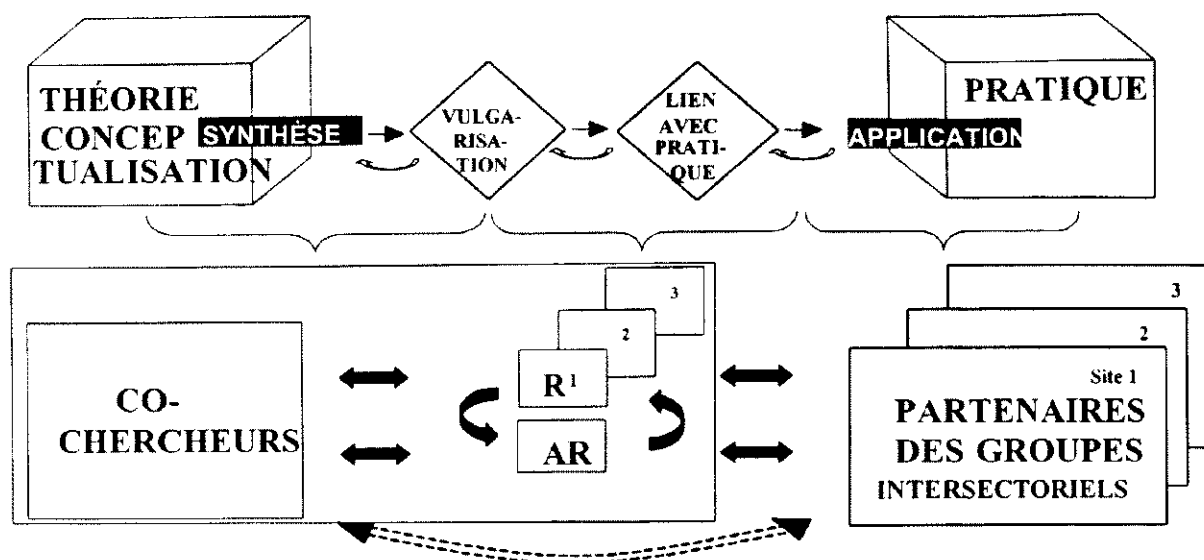 THÉORIE
CONCEP
TUALISATION
SYNTHÈSE
VULGA-
RISA-
TION
LIEN
AVEC
PRATI-
QUE
PRATIQUE
APPLICATION
CO-
CHERCHEURS
3
2
R 1
AR
3
2
Site 1
PARTENAIRES
DES GROUPES
INTERSECTORIELS